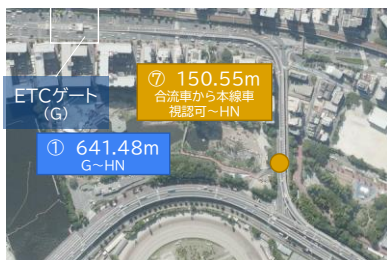 ⑦ 150.55m
合流車から本線車
視認可～HN
ETCゲート
（G）
① 641.48m
G～HN